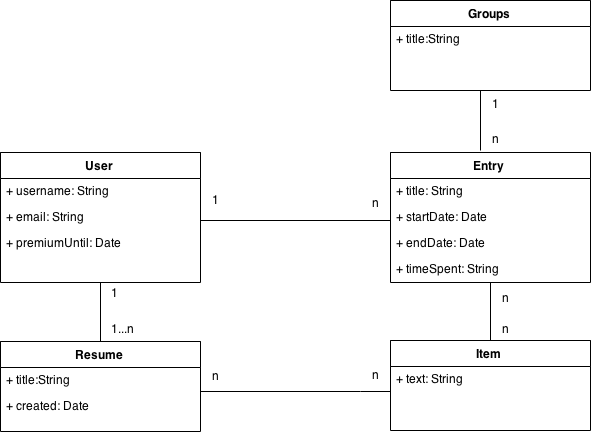 Groups
+ title:String
1
n
User
+ username: String
+ email: String
+ premiumUntil: Date
1
n
Entry
+ title: String
+ startDate: Date
+ endDate: Date
+ timeSpent: String
1
1...n
n
n
Resume
+ title:String
+ created: Date
n
n
Item
+ text: String